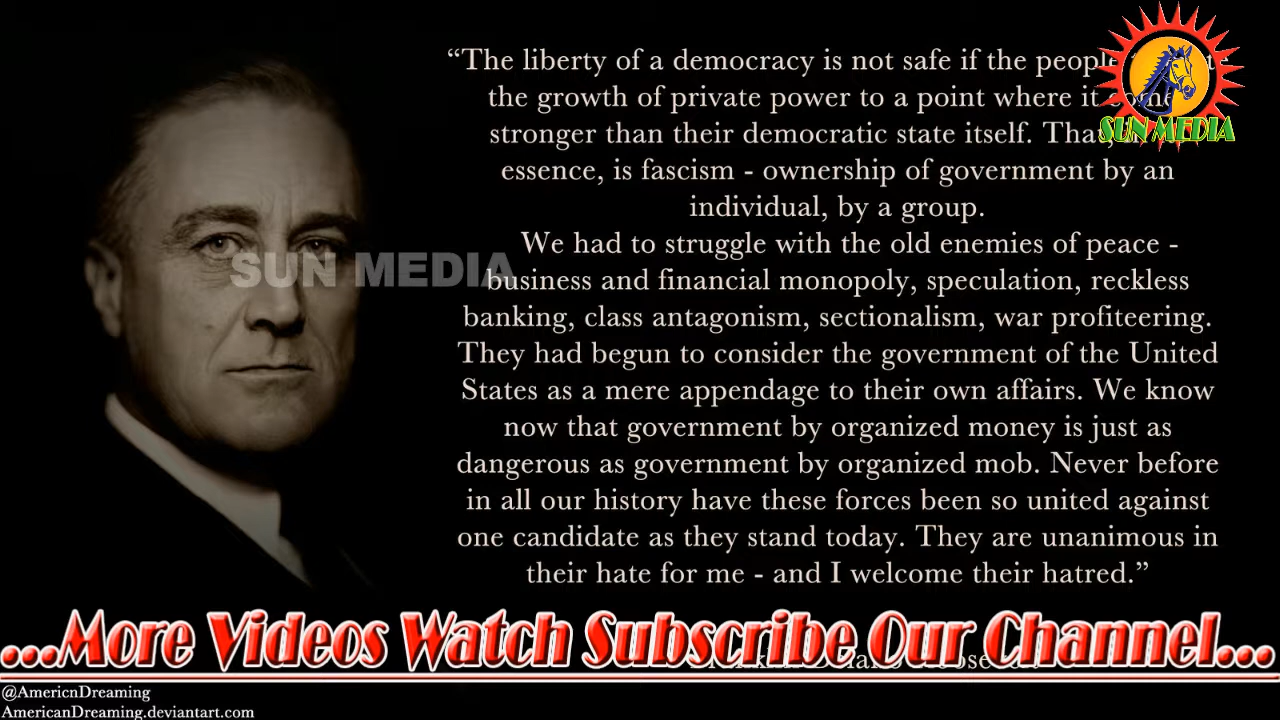 “The liberty of a democracy is not safe if the people
the growth of private power to a point where it
stronger than their democratic state itself. That,
essence, is fascism - ownership of government by an
individual, by a group.
We had to struggle with the old enemies of peace -
business and financial monopoly, speculation, reckless
banking, class antagonism, sectionalism, war profiteering.
They had begun to consider the government of the United
States as a mere appendage to their own affairs. We know
now that government by organized money is just as
dangerous as government by organized mob. Never before
in all our history have these forces been so united against
one candidate as they stand today. They are unanimous in
their hate for me - and I welcome their hatred.”
SUN MEDIA
SUN MEDIA
...More Videos Watch Subscribe Our Channel...
@AmericnDreaming
AmericanDreaming.deviantart.com